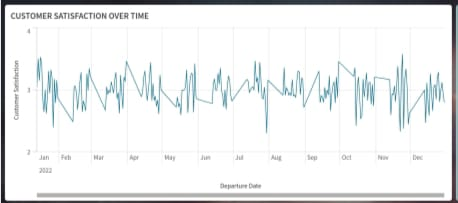 CUSTOMER SATISFACTION OVER TIME
4
Customer Satisfaction
3
2
Jan Feb Mar Apr May Jun Jul Aug Sep Oct Nov Dec
2022
Departure Date